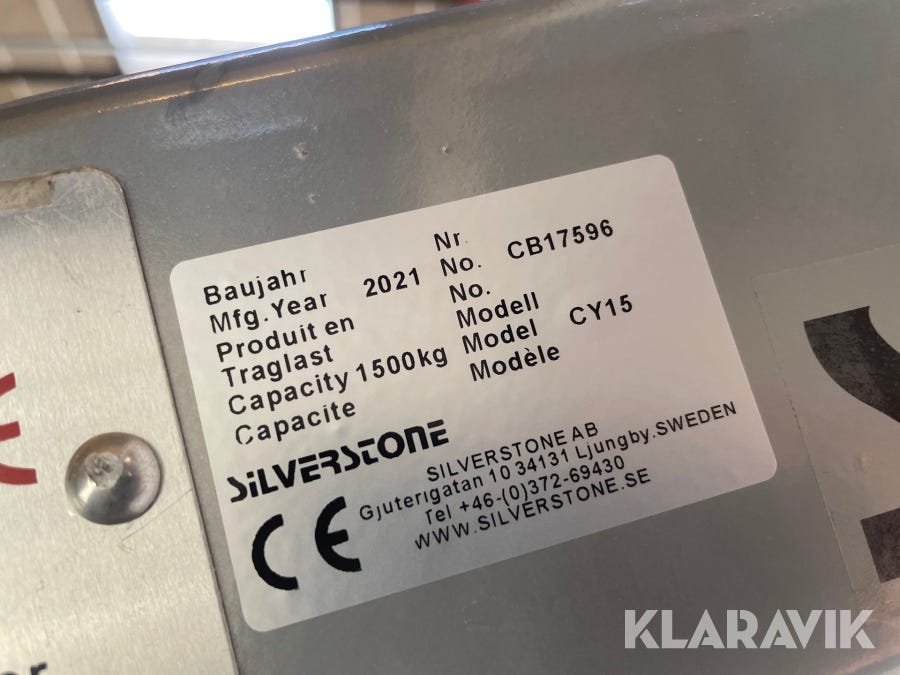 Baujahr
Mfg.Year 2021
Produit en
Traglast
Capacity 1500kg
Capacite
Nr.
No. CB17596
No.
Modell
Model CY15
Modèle
SILVERSTONE
CE
SILVERSTONE AB
Gjuterigatan 10 34131 Ljungby.SWEDEN
Tel +46-(0)372-69430
WWW.SILVERSTONE.SE
KLARAVIK